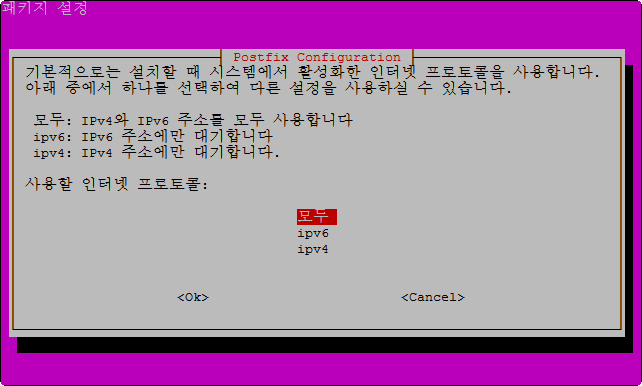 패키지 설정
Postfix Configuration
기본적으로는 설치할 때 시스템에서 활성화한 인터넷 프로토콜을 사용합니다.
아래 중에서 하나를 선택하여 다른 설정을 사용하실 수 있습니다.
모두: IPv4와 IPv6 주소를 모두 사용합니다
ipv6: IPv6 주소에만 대기합니다
ipv4: IPv4 주소에만 대기합니다.
사용할 인터넷 프로토콜:
모두
ipv6
ipv4
<Ok> <Cancel>